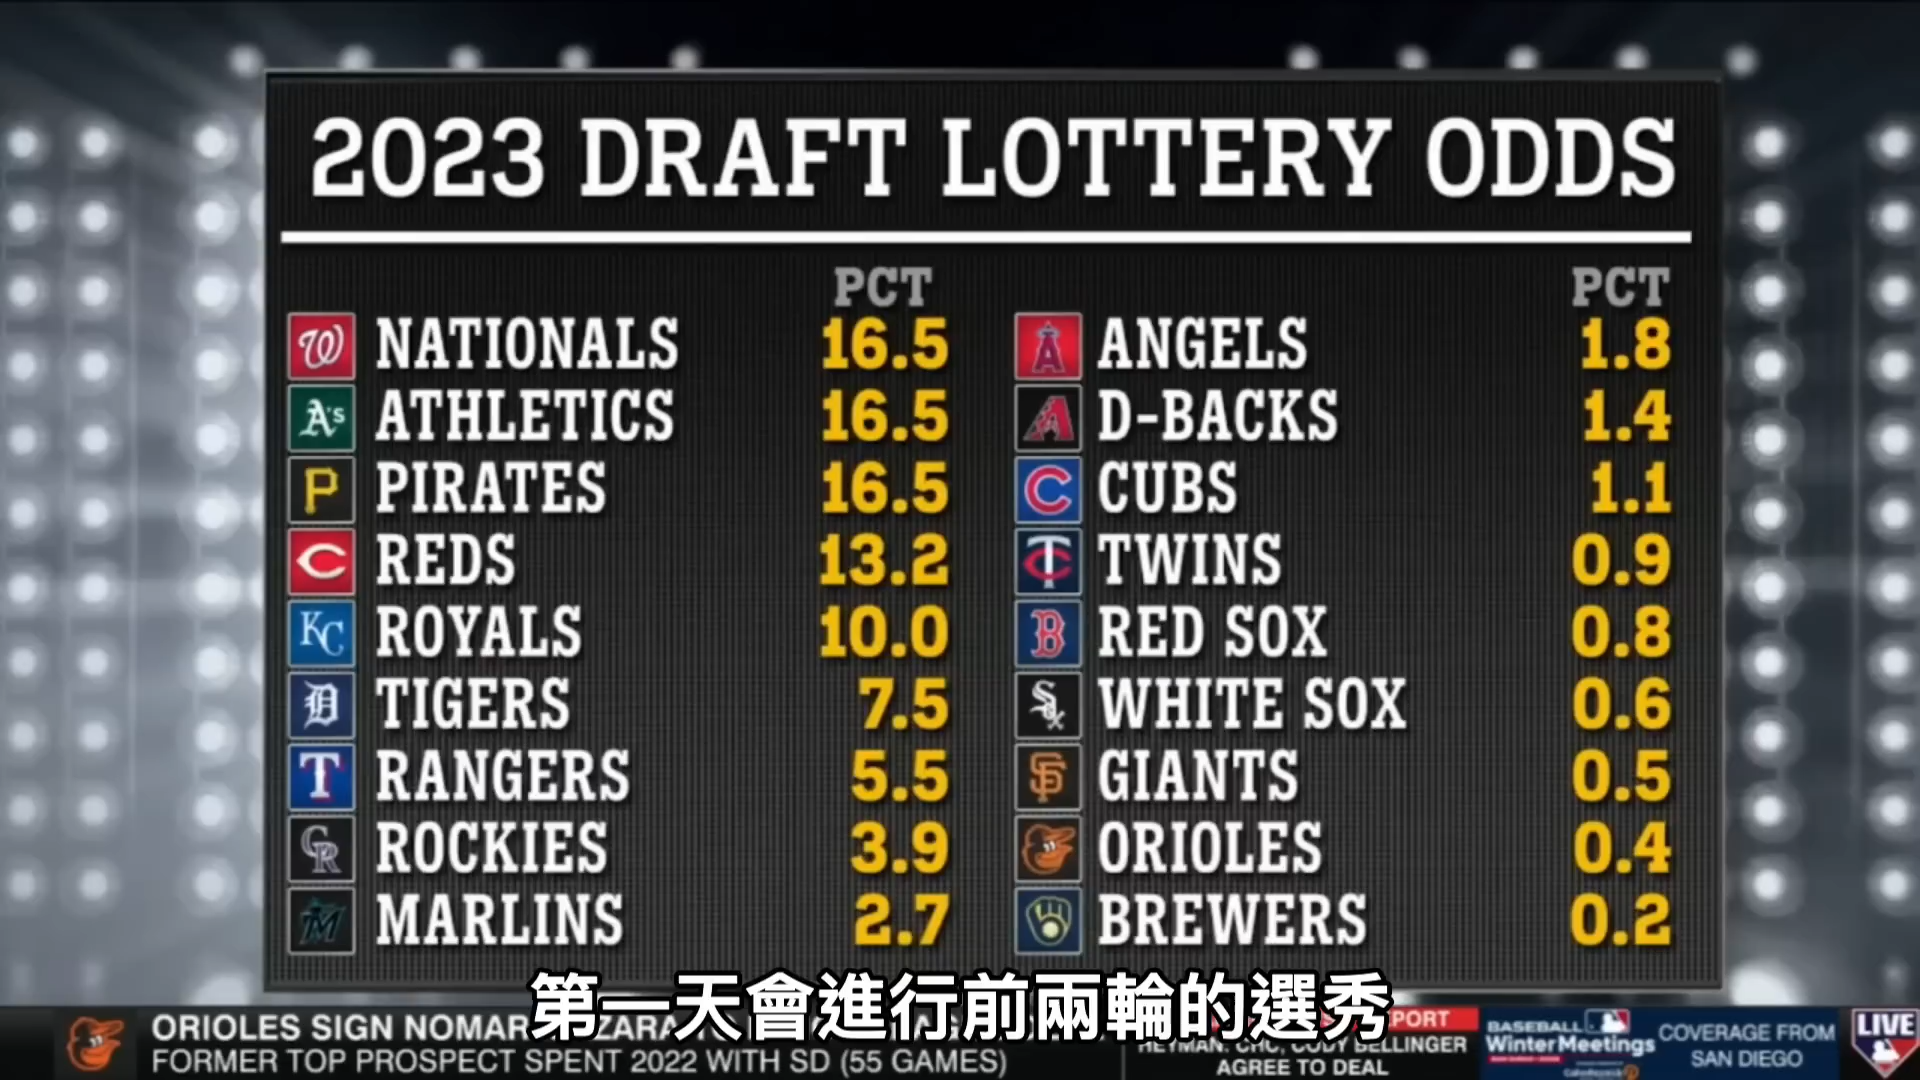 2023 DRAFT LOTTERY ODDS
PCT
NATIONALS 16.5
ATHLETICS 16.5
PIRATES 16.5
REDS 13.2
ROYALS 10.0
TIGERS 7.5
RANGERS 5.5
ROCKIES 3.9
MARLINS 2.7
PCT
ANGELS 1.8
D-BACKS 1.4
CUBS 1.1
TWINS 0.9
RED SOX 0.8
WHITE SOX 0.6
GIANTS 0.5
ORIOLES 0.4
BREWERS 0.2
第一天會進行前兩輪的選秀
ORIOLES SIGN NOMAR
FORMER TOP PROSPECT SPENT 2022 WITH SD (55 GAMES)
HEYMAN: CHC, CODY BELLINGER
AGREE TO DEAL
BASEBALL
WinterMeetings
COVERAGE FROM
SAN DIEGO
LIVE